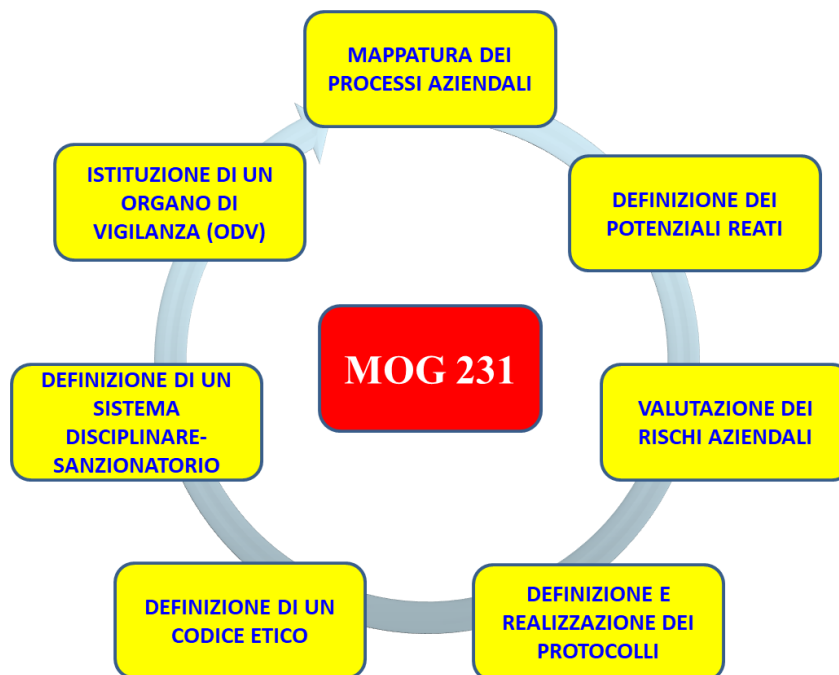 MAPPATURA DEI
PROCESSI AZIENDALI
DEFINIZIONE DEI
POTENZIALI REATI
VALUTAZIONE DEI
RISCHI AZIENDALI
DEFINIZIONE E
REALIZZAZIONE DEI
PROTOCOLLI
DEFINIZIONE DI UN
CODICE ETICO
DEFINIZIONE DI UN
SISTEMA
DISCIPLINARE-
SANZIONATORIO
ISTITUZIONE DI UN
ORGANO DI
VIGILANZA (ODV)
MOG 231